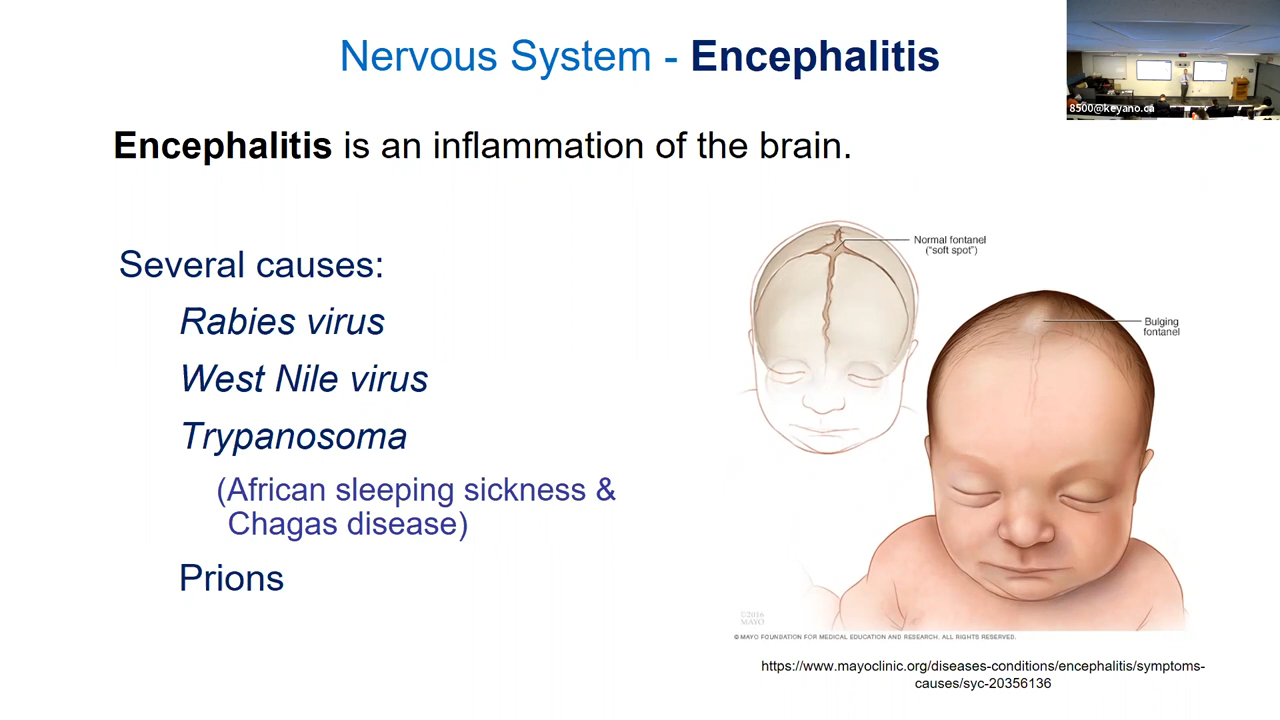 Nervous System - Encephalitis
8500@keyano.ca
Encephalitis is an inflammation of the brain.
Several causes:
Rabies virus
West Nile virus
Trypanosoma
(African sleeping sickness &
Chagas disease)
Prions
Normal fontanel
("soft spot")
Bulging
fontanel
©2016
MAYO
© MAYO FOUNDATION FOR MEDICAL EDUCATION AND RESEARCH. ALL RIGHTS RESERVED.
https://www.mayoclinic.org/diseases-conditions/encephalitis/symptoms-
causes/syc-20356136